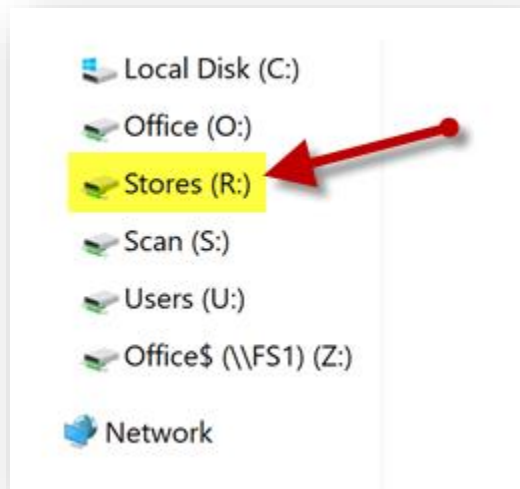 Local Disk (C:)
Office (O:)
Stores (R:)
Scan (S:)
Users (U:)
Office$ (\\FS1) (Z:)
Network